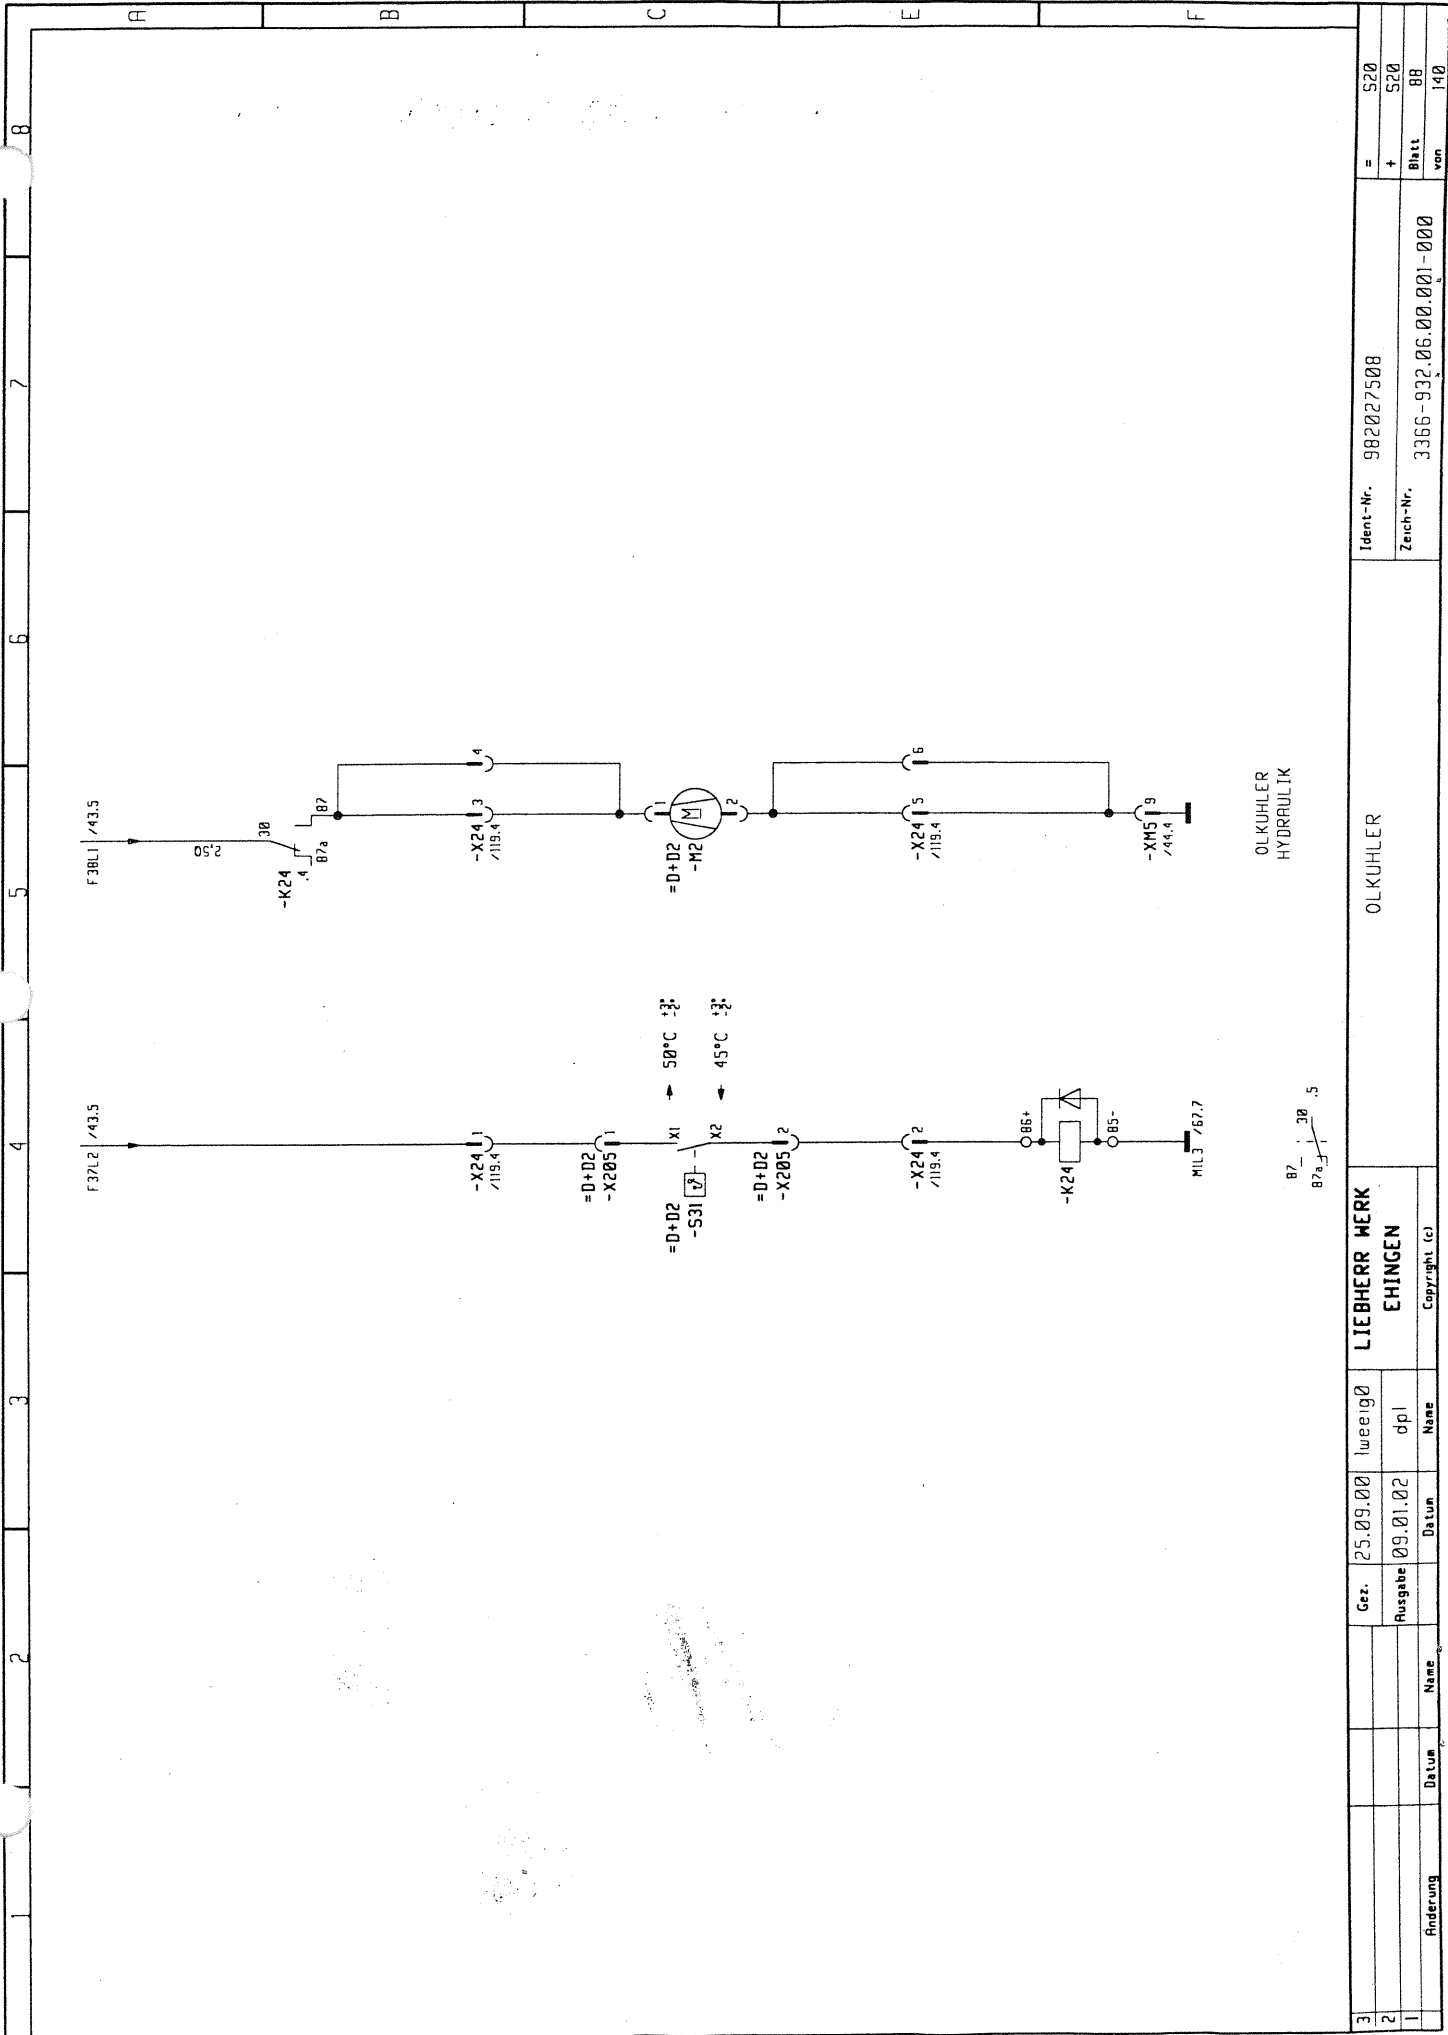 1 2 3 4 5 6 7 8
A
B
C
E
F
F37L2 /43.5
F38L1 /43.5
2,5Q
30
-K24
.4
87a
87
-X24
/119.4
1
-X24
/119.4
3
4
=D+D2
-X205
1
=D+D2
-S31
X1
X2
50°C +3° -2°
45°C +3° -2°
=D+D2
-M2
1
M
2
=D+D2
-X205
2
-X24
/119.4
2
-X24
/119.4
5
6
86+
-K24
85-
M1L3 /67.7
-XM5
/44.4
9
OLKUHLER
HYDRAULIK
87
87a
30
.5
3
2
1
Änderung
Datum
Name
Gez. 25.09.00 lweeig0
Ausgabe 09.01.02 dpl
Datum
Name
LIEBHERR WERK
EHINGEN
Copyright (c)
OLKUHLER
Ident-Nr. 982027508
Zeich-Nr. 3366-932.06.00.001-000
= S20
+ S20
Blatt 88
von 140